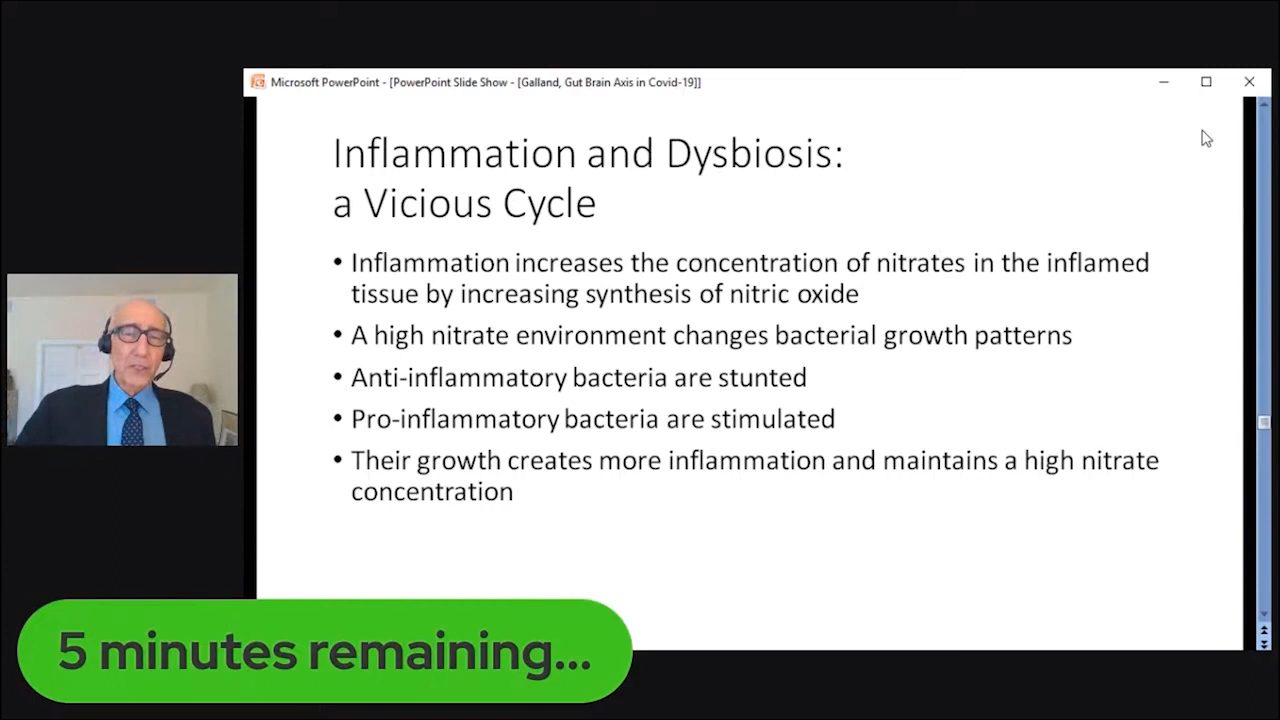 Microsoft PowerPoint - [PowerPoint Slide Show - [Galland, Gut Brain Axis in Covid-19]]
Inflammation and Dysbiosis:
a Vicious Cycle
• Inflammation increases the concentration of nitrates in the inflamed
tissue by increasing synthesis of nitric oxide
• A high nitrate environment changes bacterial growth patterns
• Anti-inflammatory bacteria are stunted
• Pro-inflammatory bacteria are stimulated
• Their growth creates more inflammation and maintains a high nitrate
concentration
5 minutes remaining...